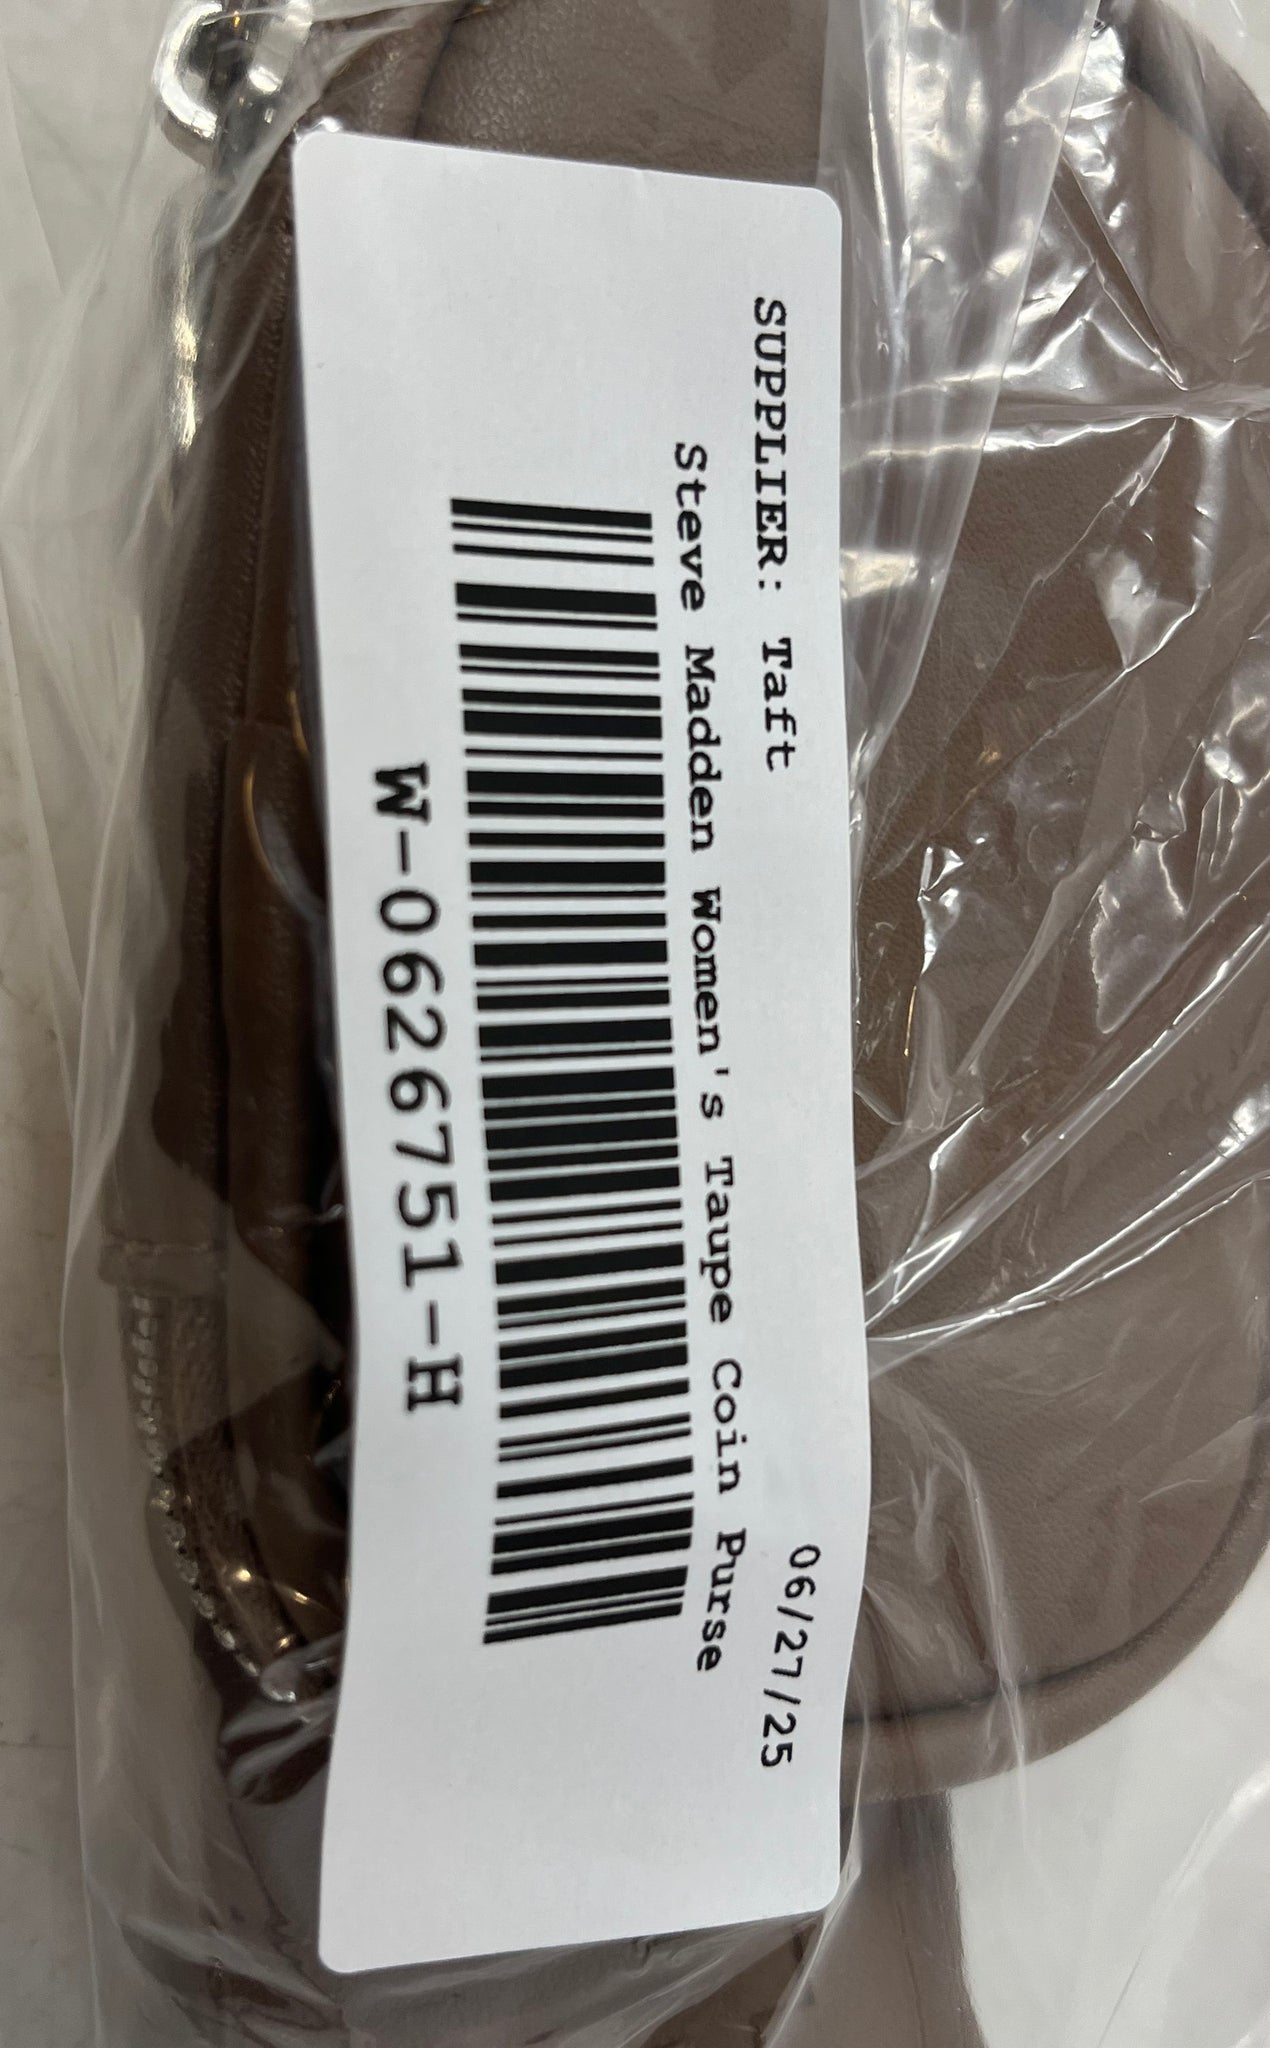 SUPPLIER: Taft 06/27/25
Steve Madden Women's Taupe Coin Purse
W-0626751-H